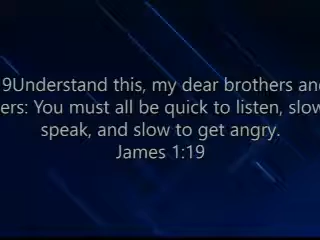 9Understand this, my dear brothers and
ers: You must all be quick to listen, slow
speak, and slow to get angry.
James 1:19